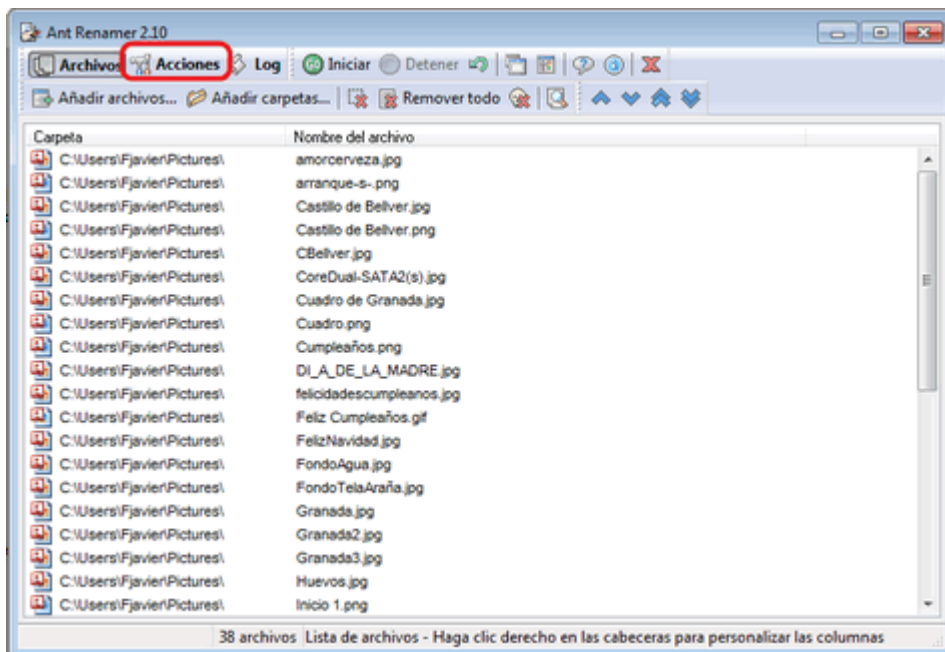 Ant Renamer 2.10
Archivos Acciones Log Iniciar Detener
Añadir archivos... Añadir carpetas... Remover todo
Carpeta Nombre del archivo
C:\Users\Fjavier\Pictures\ amorcerveza.jpg
C:\Users\Fjavier\Pictures\ arranque-s-.png
C:\Users\Fjavier\Pictures\ Castillo de Bellver.jpg
C:\Users\Fjavier\Pictures\ Castillo de Bellver.png
C:\Users\Fjavier\Pictures\ CBellver.jpg
C:\Users\Fjavier\Pictures\ CoreDual-SATA2(s).jpg
C:\Users\Fjavier\Pictures\ Cuadro de Granada.jpg
C:\Users\Fjavier\Pictures\ Cuadro.png
C:\Users\Fjavier\Pictures\ Cumpleaños.png
C:\Users\Fjavier\Pictures\ DI_A_DE_LA_MADRE.jpg
C:\Users\Fjavier\Pictures\ felicidadescumpleanos.jpg
C:\Users\Fjavier\Pictures\ Feliz Cumpleaños.gif
C:\Users\Fjavier\Pictures\ FelizNavidad.jpg
C:\Users\Fjavier\Pictures\ FondoAgua.jpg
C:\Users\Fjavier\Pictures\ FondoTelaAraña.jpg
C:\Users\Fjavier\Pictures\ Granada.jpg
C:\Users\Fjavier\Pictures\ Granada2.jpg
C:\Users\Fjavier\Pictures\ Granada3.jpg
C:\Users\Fjavier\Pictures\ Huevos.jpg
C:\Users\Fjavier\Pictures\ Inicio 1.png
38 archivos Lista de archivos - Haga clic derecho en las cabeceras para personalizar las columnas